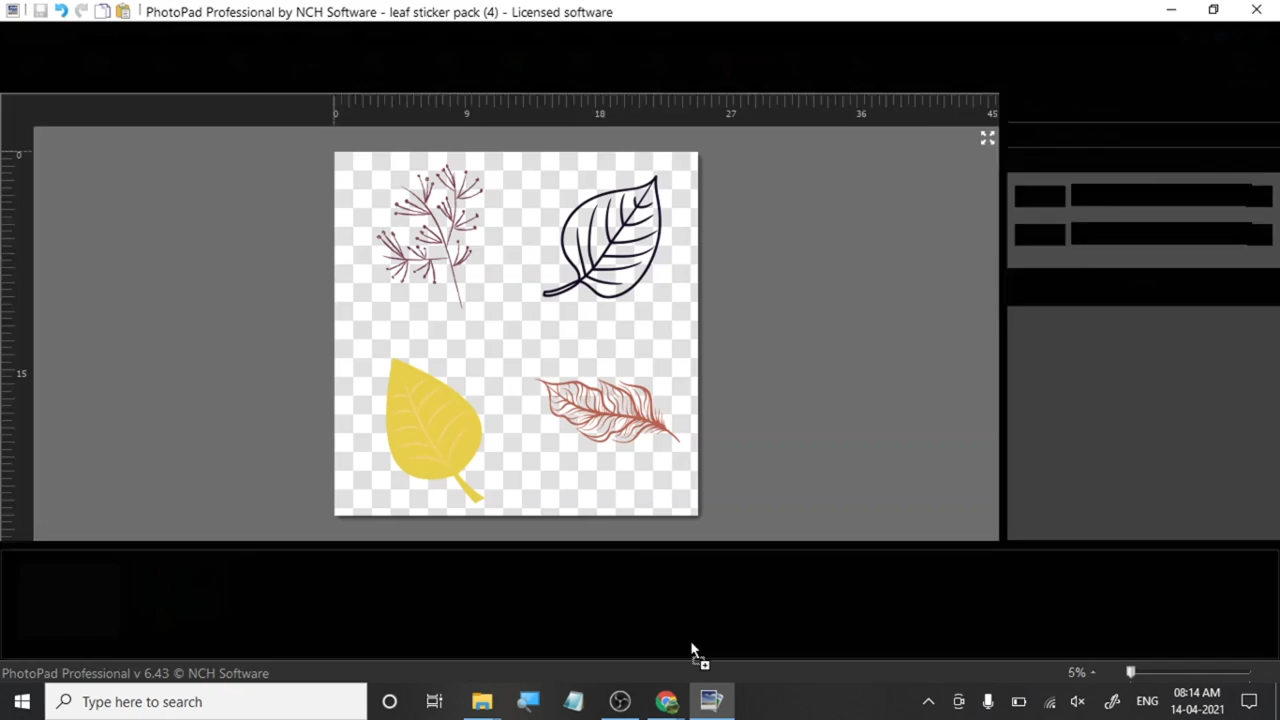 PhotoPad Professional by NCH Software - leaf sticker pack (4) - Licensed software
0 9 18 27 36 45
0
15
PhotoPad Professional v 6.43 © NCH Software
5%
Type here to search
ENG
08:14 AM
14-04-2021